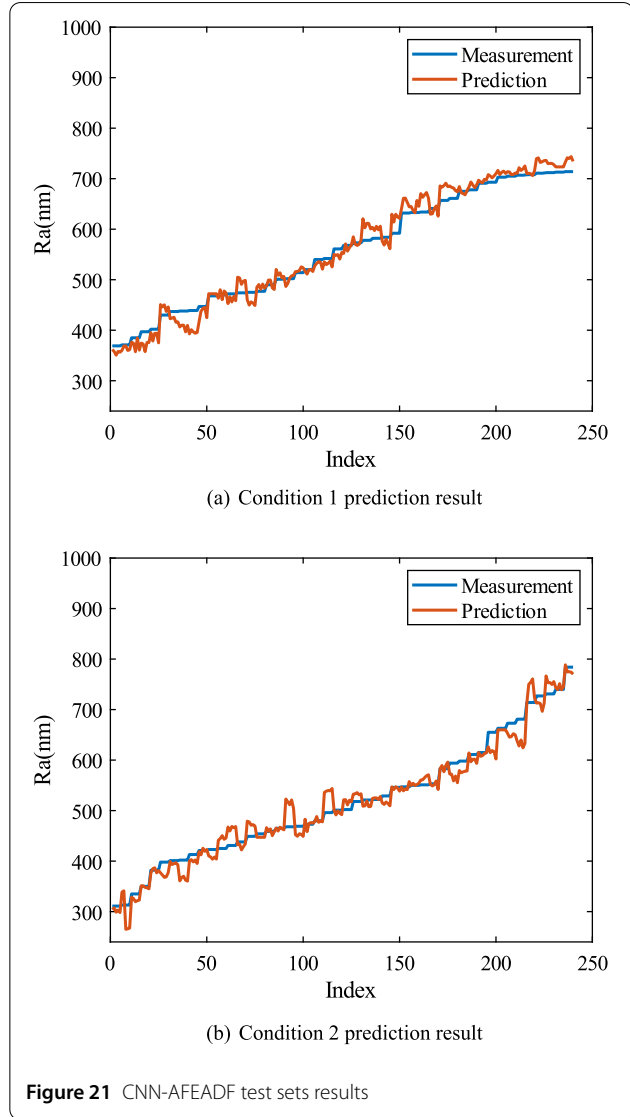 1000
900
800
700
600
500
400
300
Ra(nm)
Measurement
Prediction
0 50 100 150 200 250
Index
(a) Condition 1 prediction result
1000
900
800
700
600
500
400
300
Ra(nm)
Measurement
Prediction
0 50 100 150 200 250
Index
(b) Condition 2 prediction result
Figure 21 CNN-AFEADF test sets results